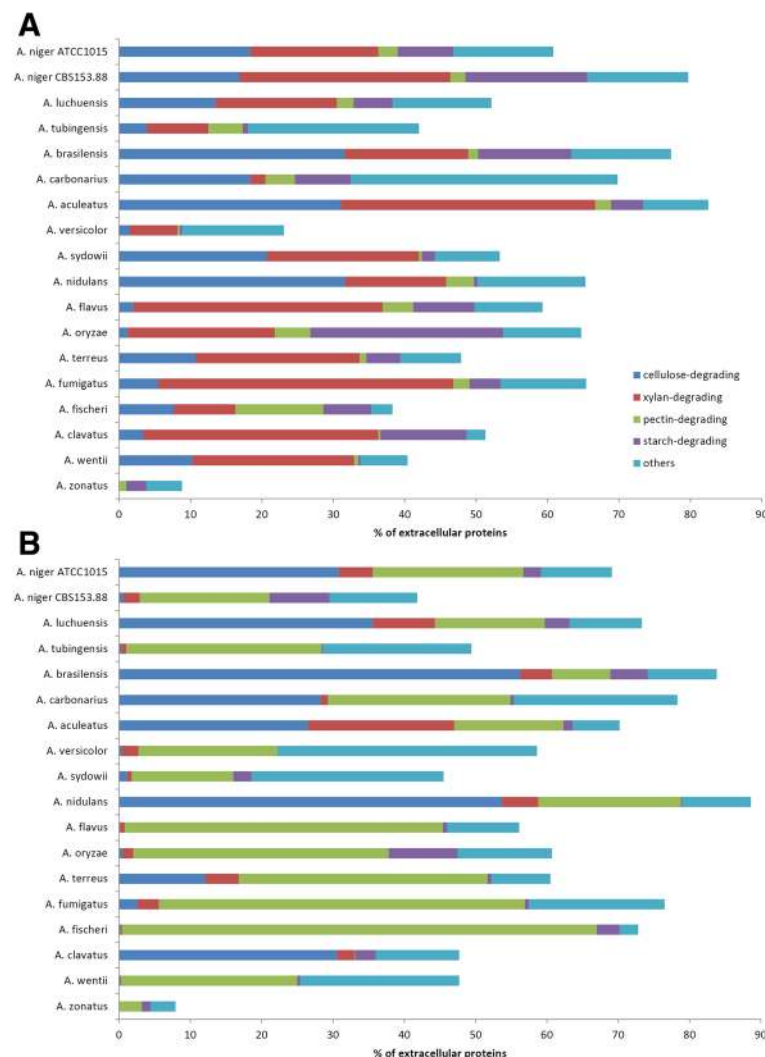 A
A. niger ATCC1015
A. niger CBS153.88
A. luchuensis
A. tubingensis
A. brasilensis
A. carbonarius
A. aculeatus
A. versicolor
A. sydowii
A. nidulans
A. flavus
A. oryzae
A. terreus
A. fumigatus
A. fischeri
A. clavatus
A. wentii
A. zonatus
cellulose-degrading
xylan-degrading
pectin-degrading
starch-degrading
others
0 10 20 30 40 50 60 70 80 90
% of extracellular proteins
B
A. niger ATCC1015
A. niger CBS153.88
A. luchuensis
A. tubingensis
A. brasilensis
A. carbonarius
A. aculeatus
A. versicolor
A. sydowii
A. nidulans
A. flavus
A. oryzae
A. terreus
A. fumigatus
A. fischeri
A. clavatus
A. wentii
A. zonatus
0 10 20 30 40 50 60 70 80 90
% of extracellular proteins